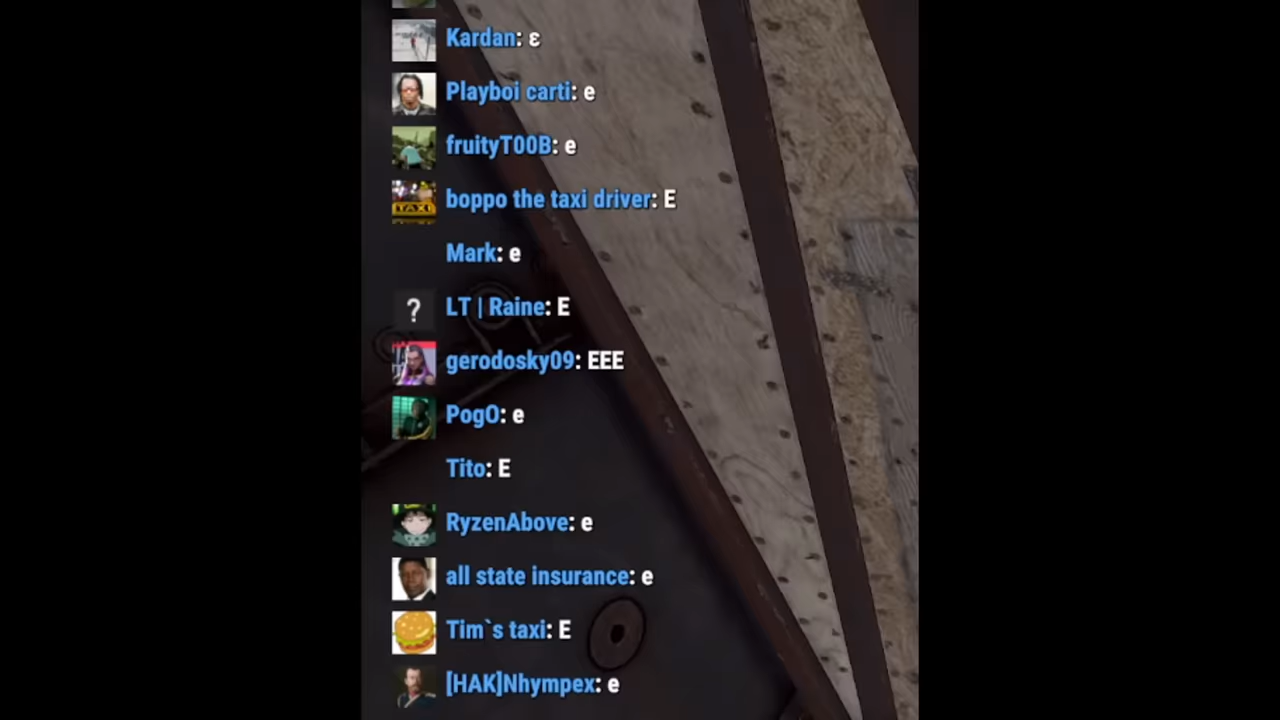 Kardan: ε
Playboi carti: e
fruityT00B: e
TAXI
boppo the taxi driver: E
Mark: e
?
LT | Raine: E
gerodosky09: EEE
PogO: e
Tito: E
RyzenAbove: e
all state insurance: e
Tim`s taxi: E
[HAK]Nhympex: e